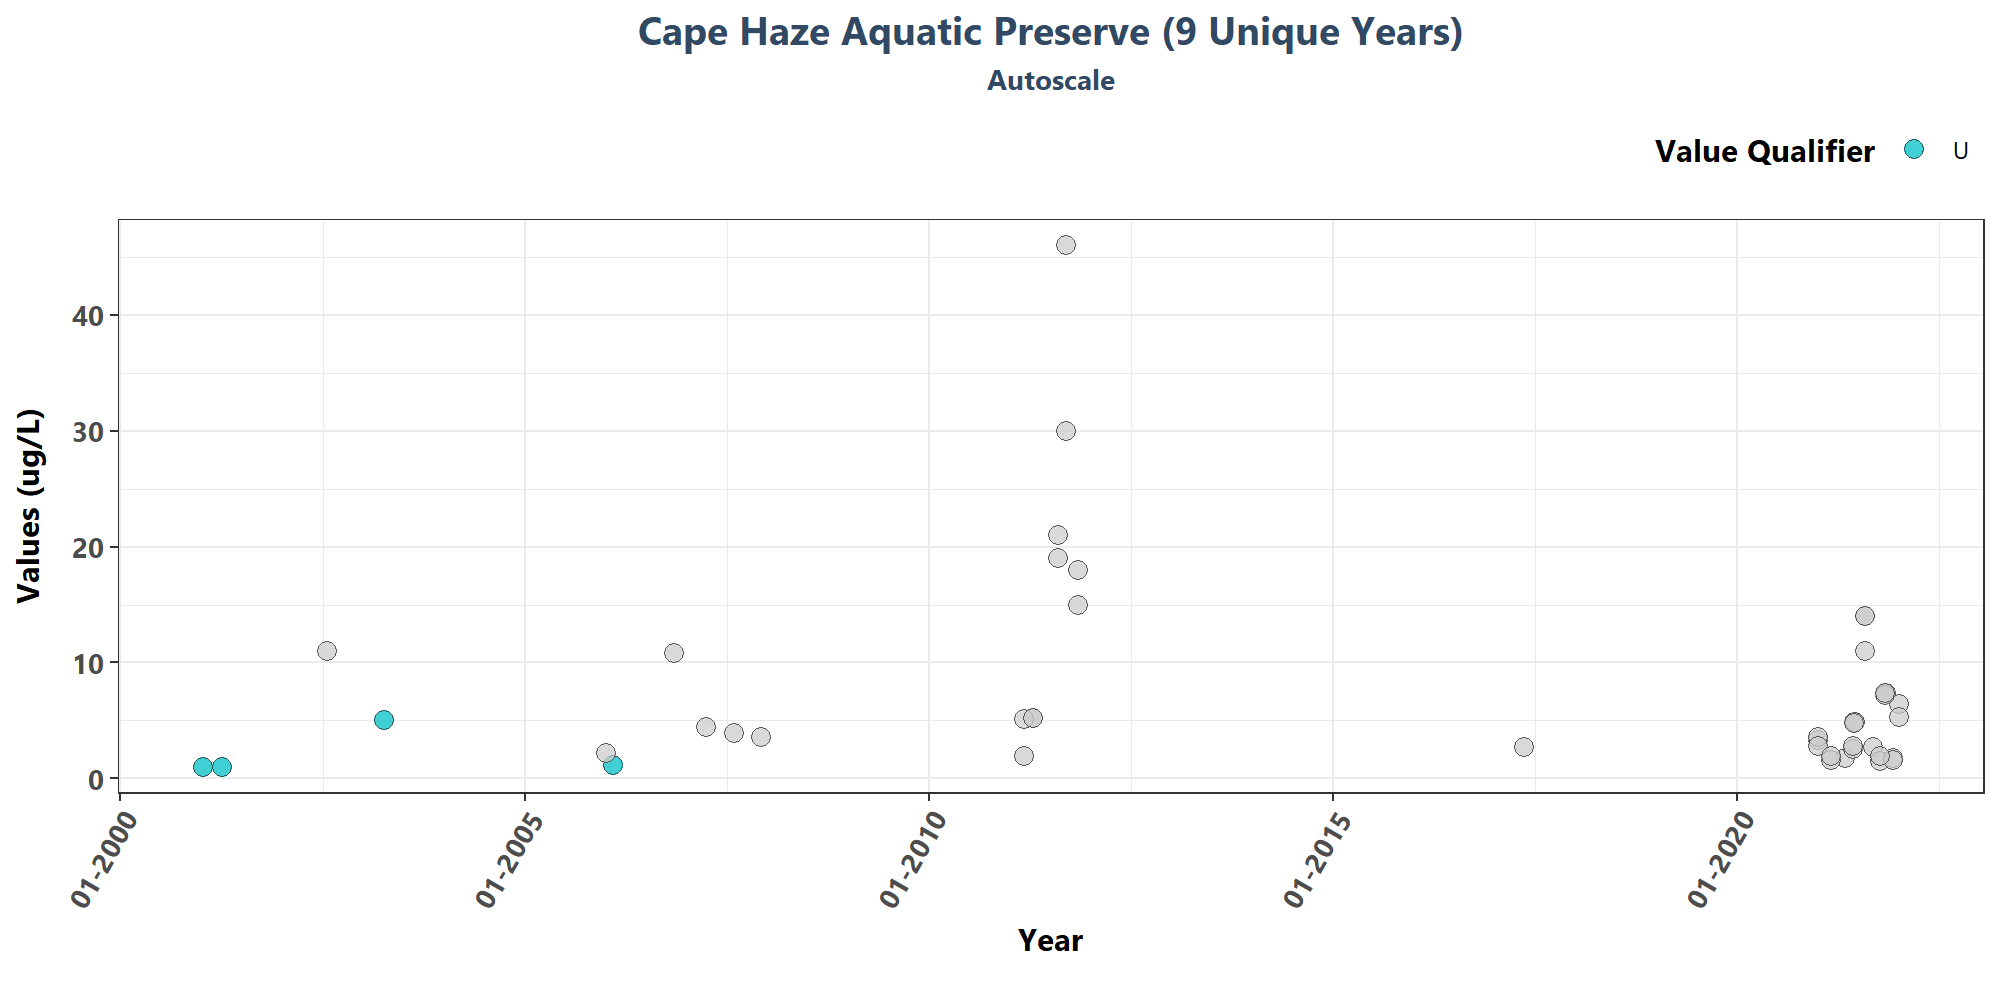 Cape Haze Aquatic Preserve (9 Unique Years)
Autoscale
Value Qualifier U
Values (ug/L)
40
30
20
10
0
01-2000
01-2005
01-2010
01-2015
01-2020
Year